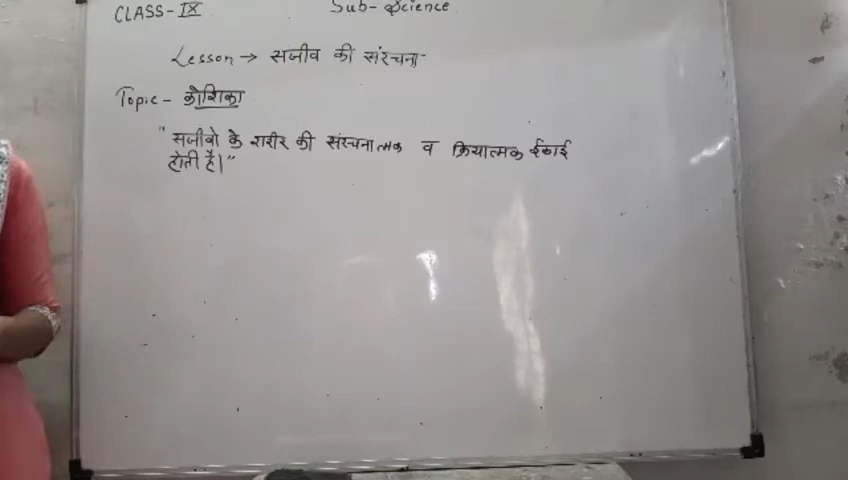 CLASS-IX Sub-Science
Lesson → सजीव की संरचना
Topic- कोशिका
"सजीवो के शरीर की संरचनात्मक व क्रियात्मक ईकाई
होती है।"